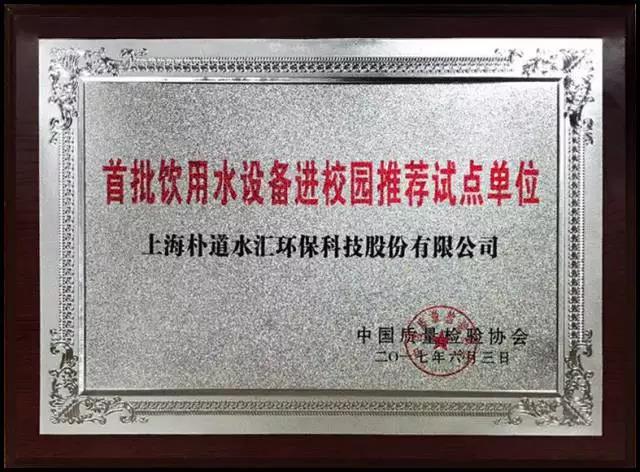 首批饮用水设备进校园推荐试点单位
上海朴道水汇环保科技股份有限公司
中国质量检验协会
二〇一七年六月三日